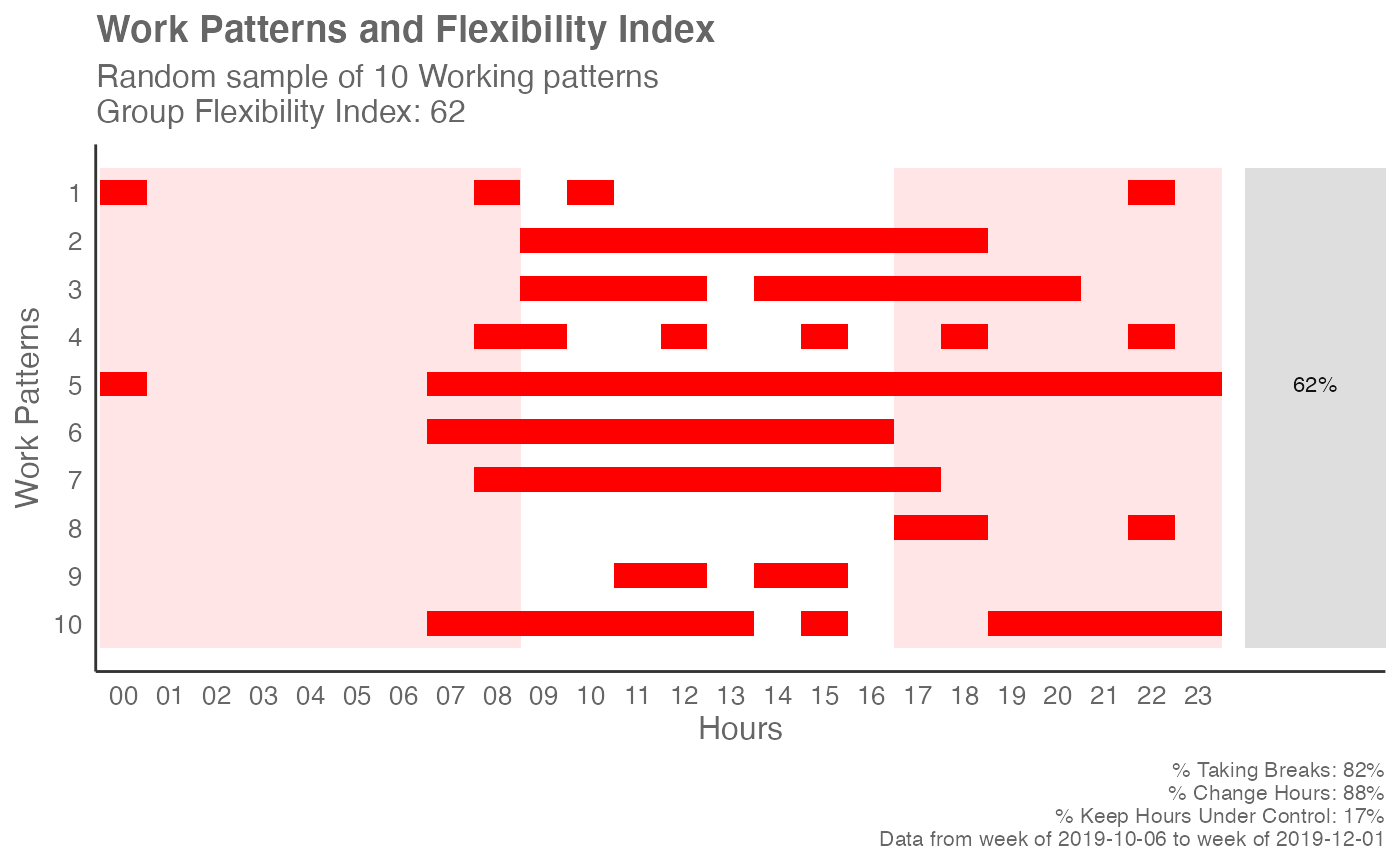 Work Patterns and Flexibility Index
Random sample of 10 Working patterns
Group Flexibility Index: 62
Work Patterns
1
2
3
4
5
6
7
8
9
10
62%
00 01 02 03 04 05 06 07 08 09 10 11 12 13 14 15 16 17 18 19 20 21 22 23
Hours
% Taking Breaks: 82%
% Change Hours: 88%
% Keep Hours Under Control: 17%
Data from week of 2019-10-06 to week of 2019-12-01